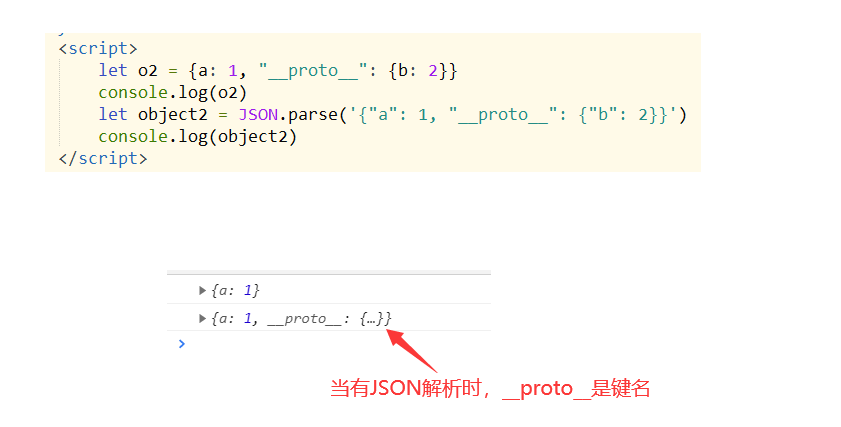 <script>
let o2 = {a: 1, "__proto__": {b: 2}}
console.log(o2)
let object2 = JSON.parse('{"a": 1, "__proto__": {"b": 2}}')
console.log(object2)
</script>
▶{a: 1}
▶{a: 1, __proto__: {…}}
>
当有JSON解析时，__proto__是键名